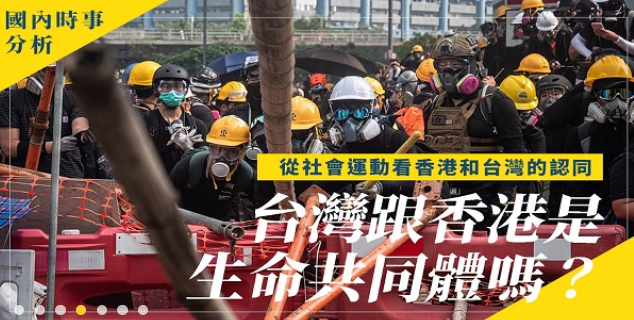 國內時事
分析
從社會運動看香港和台灣的認同
台灣跟香港是
生命共同體嗎？